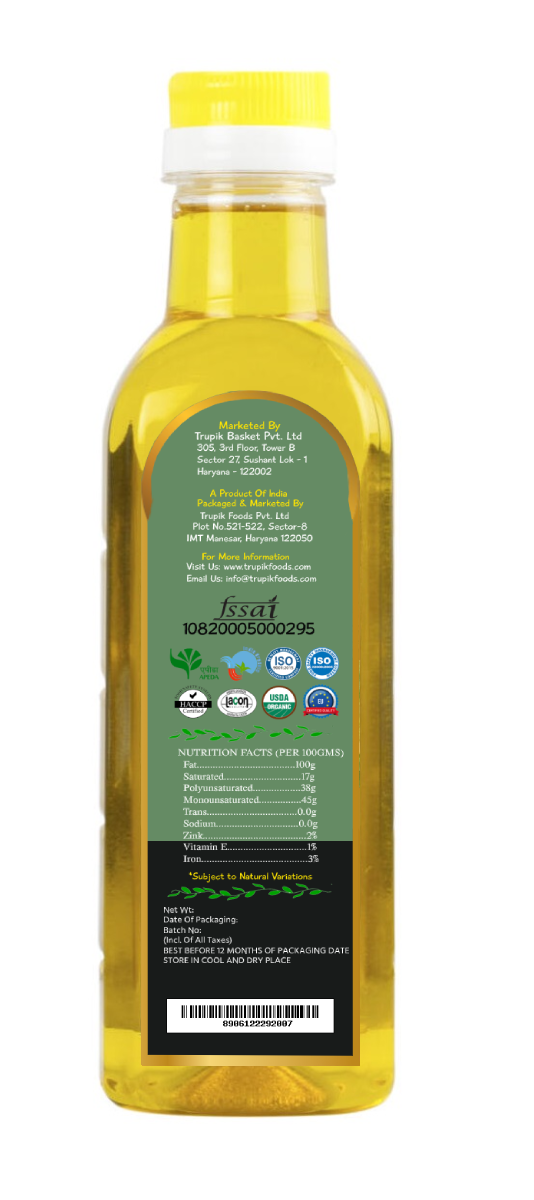 Marketed By
Trupik Basket Pvt. Ltd
305, 3rd Floor, Tower B
Sector 27, Sushant Lok - 1
Haryana - 122002
A Product Of India
Packaged & Marketed By
Trupik Foods Pvt. Ltd
Plot No.521-522, Sector-8
IMT Manesar, Haryana 122050
For More Information
Visit Us: www.trupikfoods.com
Email Us: info@trupikfoods.com
fssai
10820005000295
एपीडा
APEDA
ISO
ISO
HACCP
Certified
lacon
USDA
ORGANIC
NUTRITION FACTS (PER 100GMS)
Fat...................................100g
Saturated...........................17g
Polyunsaturated.................38g
Monounsaturated...............45g
Trans................................0.0g
Sodium.............................0.0g
Zink....................................2%
Vitamin E............................1%
Iron.....................................3%
*Subject to Natural Variations
Net Wt:
Date Of Packaging:
Batch No:
(Incl. Of All Taxes)
BEST BEFORE 12 MONTHS OF PACKAGING DATE
STORE IN COOL AND DRY PLACE
8906122292007